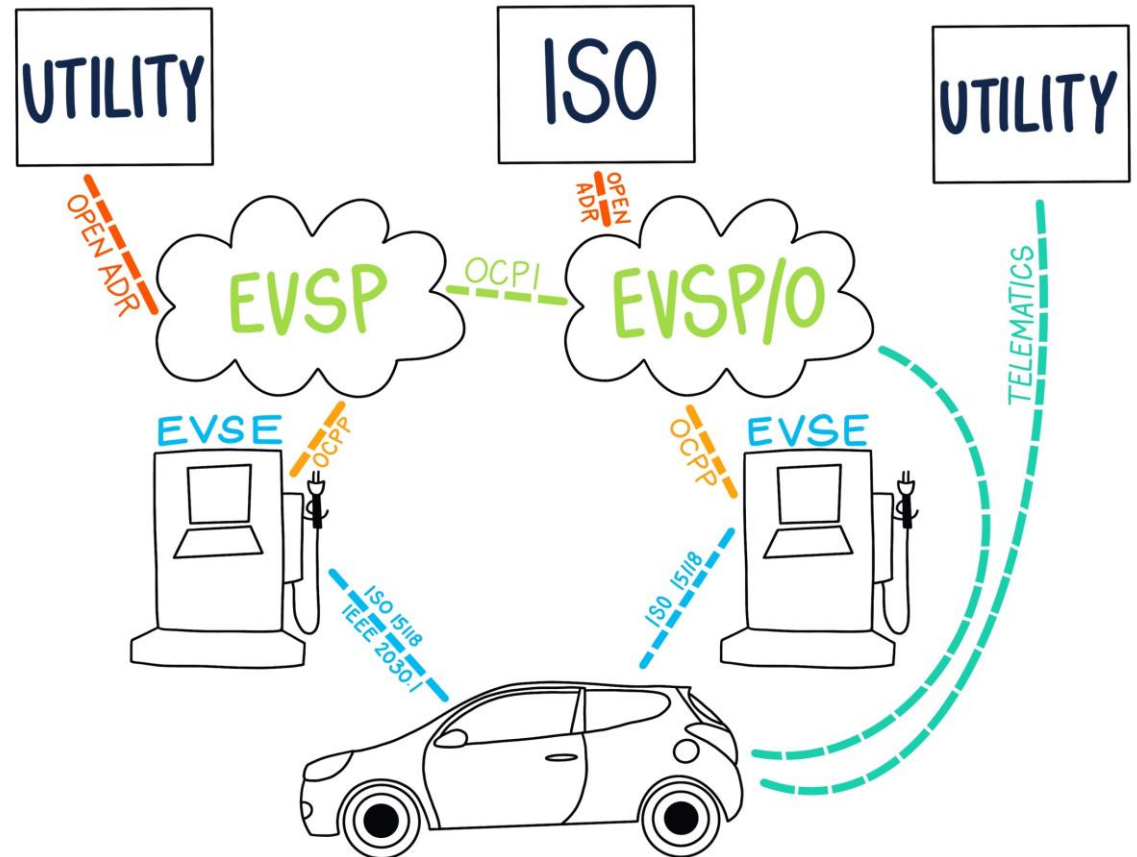 UTILITY
ISO
UTILITY
OPEN ADR
OPEN
ADR
EVSP
OCPI
EVSP/O
TELEMATICS
EVSE
OCPP
OCPP
EVSE
ISO 15118
IEEE 2030.1
ISO 15118